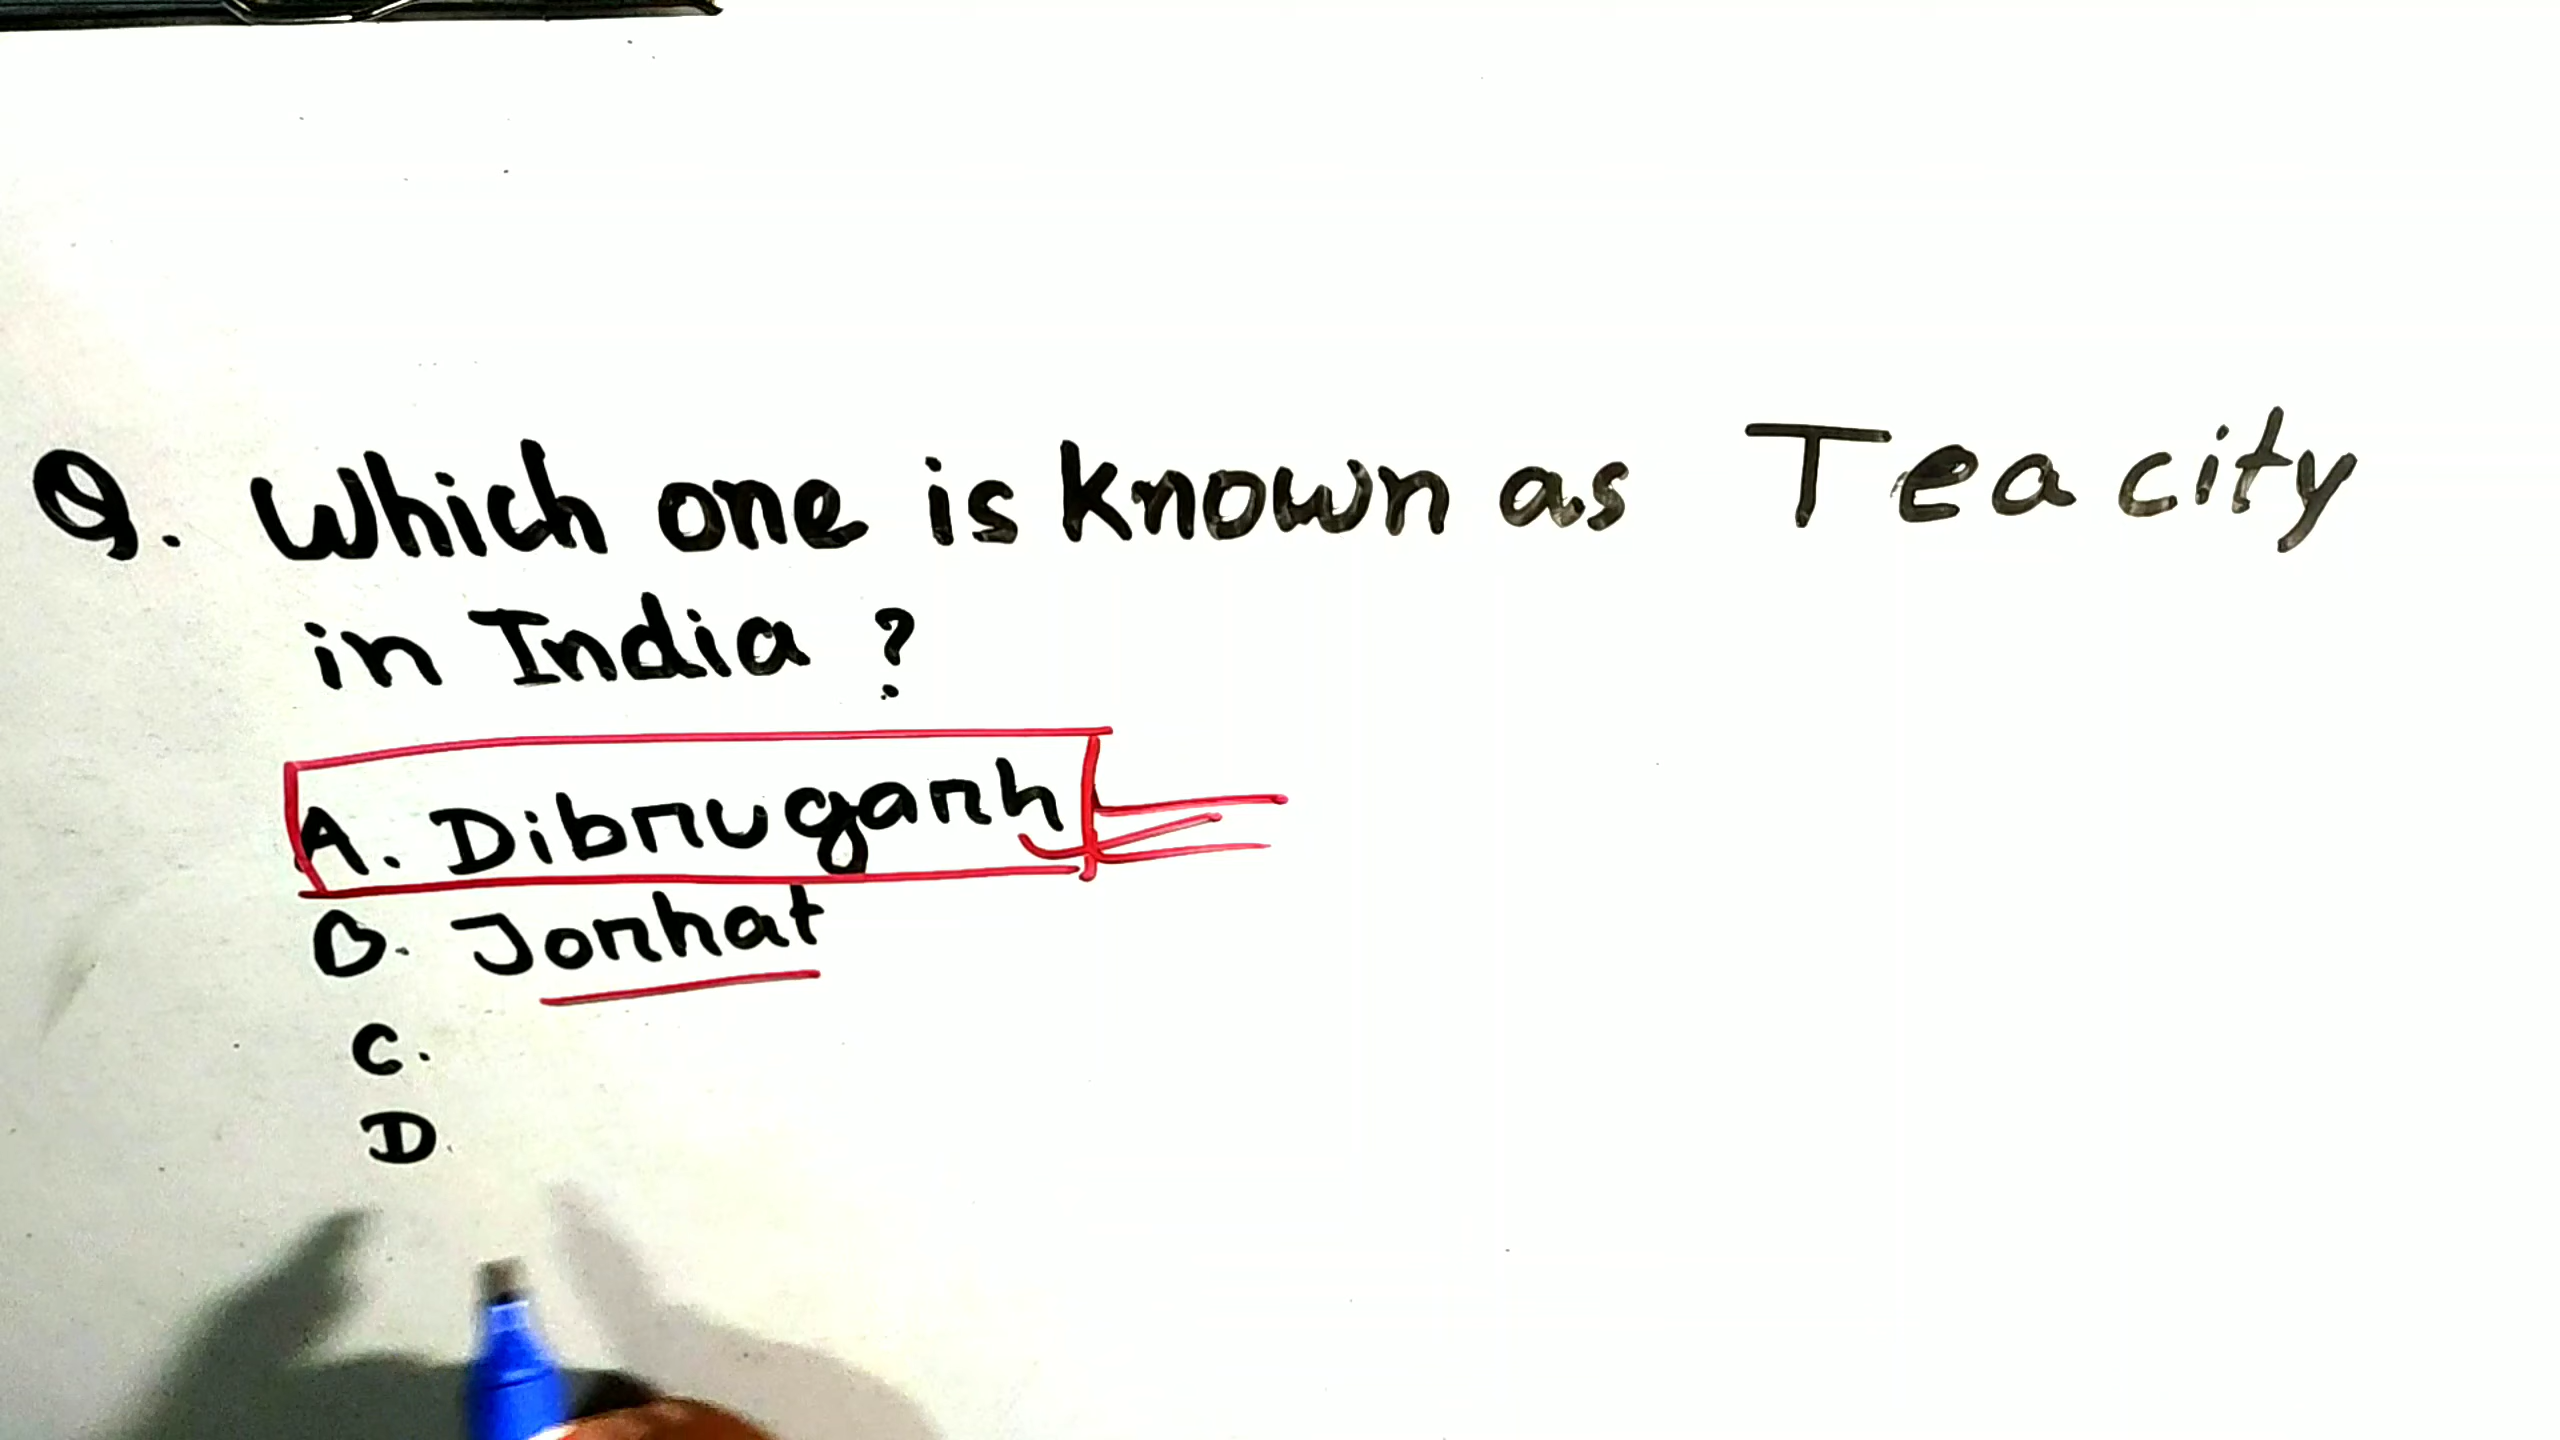 Q. Which one is known as Tea city
in India ?
A. Dibrugarh
B. Jorhat
C.
D.